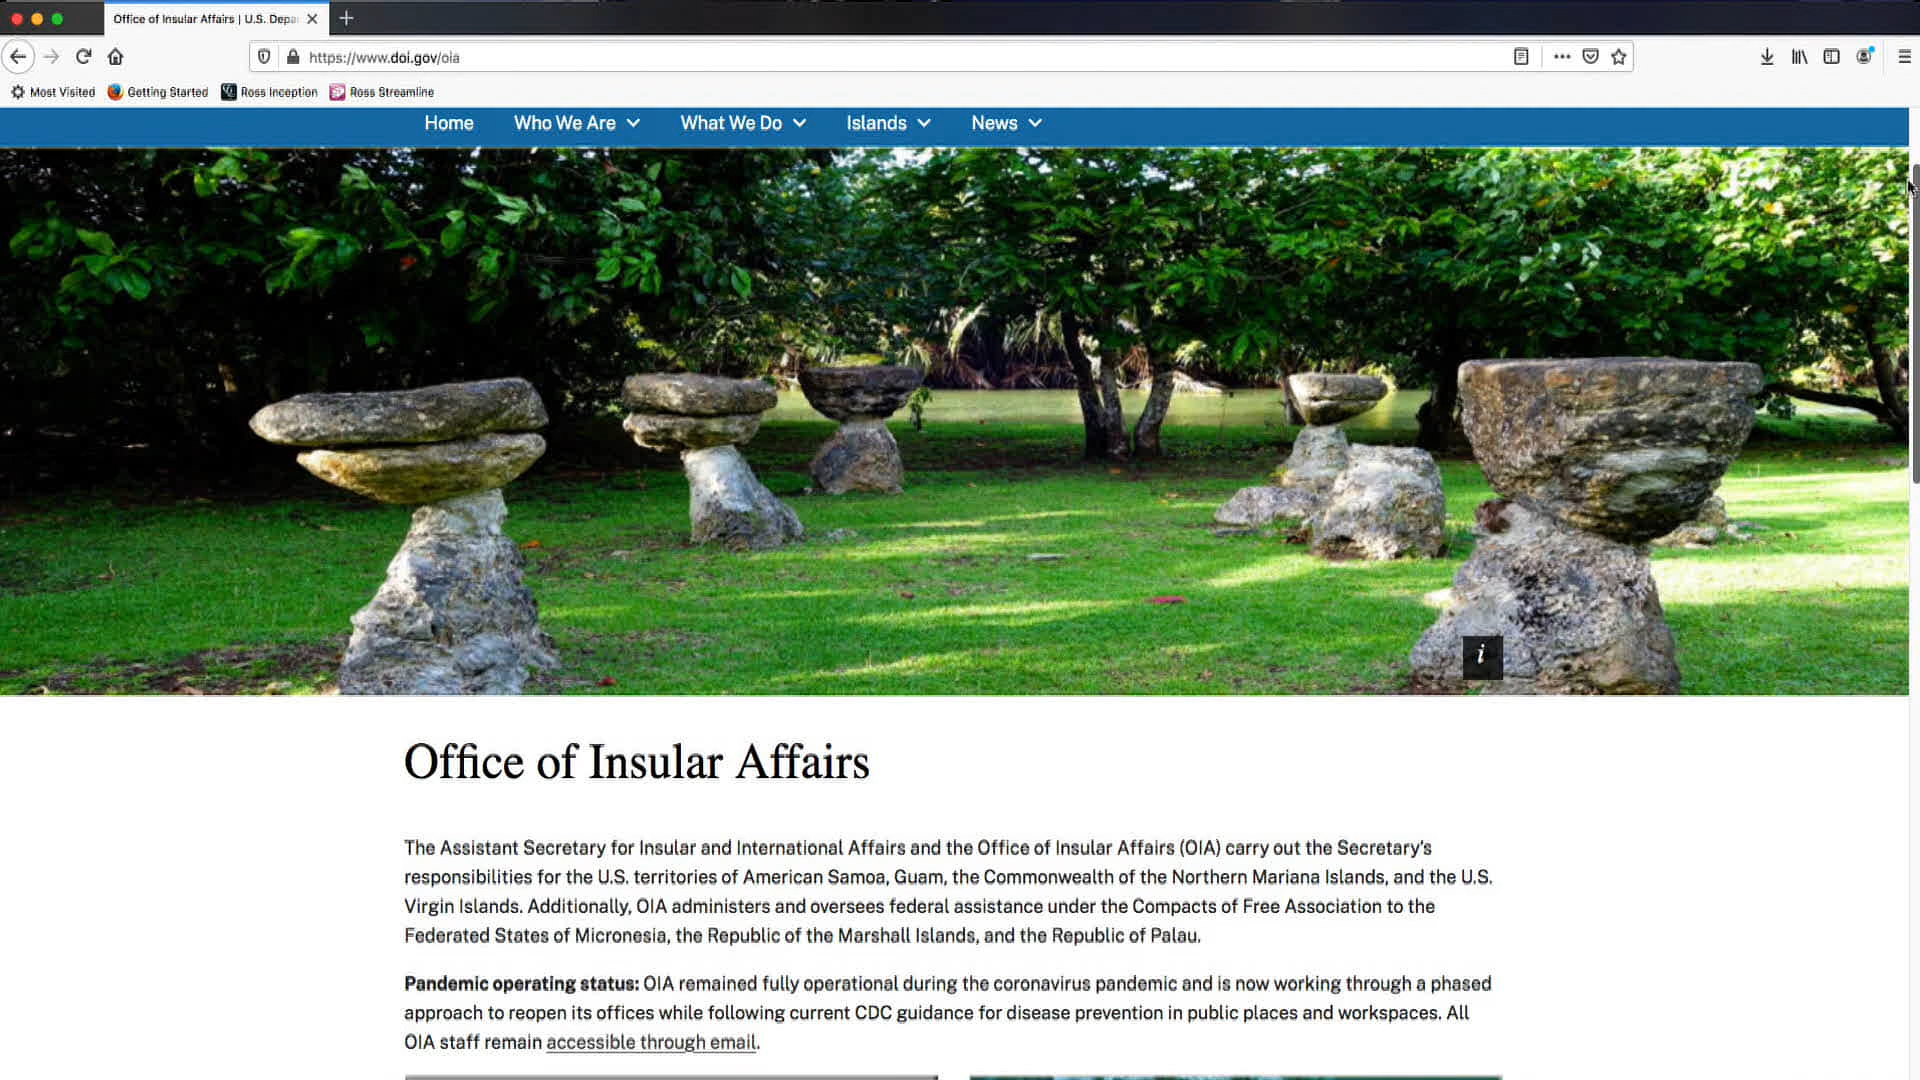 Office of Insular Affairs | U.S. Depa
https://www.doi.gov/oia
Most Visited Getting Started Ross Inception Ross Streamline
Home Who We Are What We Do Islands News
i
Office of Insular Affairs
The Assistant Secretary for Insular and International Affairs and the Office of Insular Affairs (OIA) carry out the Secretary's
responsibilities for the U.S. territories of American Samoa, Guam, the Commonwealth of the Northern Mariana Islands, and the U.S.
Virgin Islands. Additionally, OIA administers and oversees federal assistance under the Compacts of Free Association to the
Federated States of Micronesia, the Republic of the Marshall Islands, and the Republic of Palau.
Pandemic operating status: OIA remained fully operational during the coronavirus pandemic and is now working through a phased
approach to reopen its offices while following current CDC guidance for disease prevention in public places and workspaces. All
OIA staff remain accessible through email.